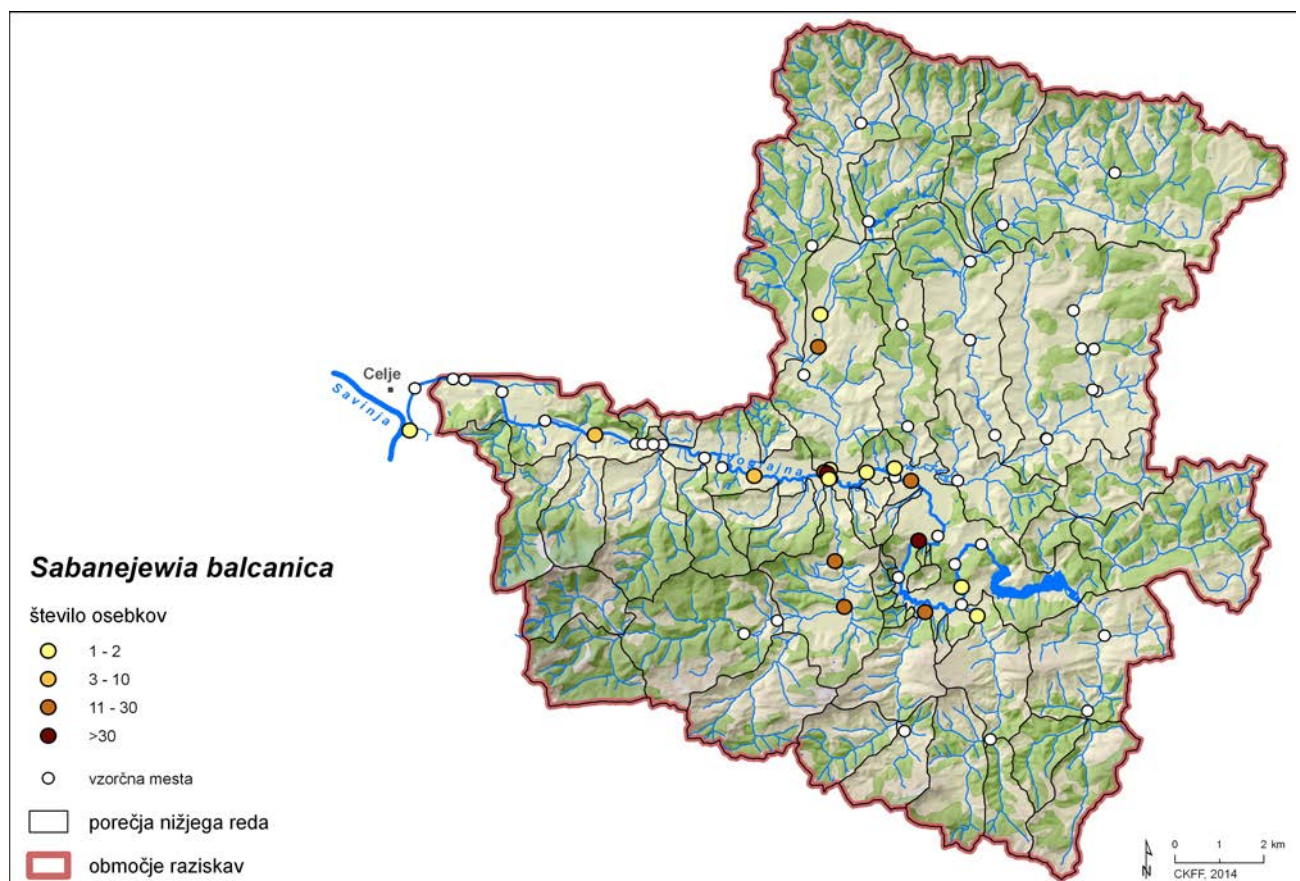 Celje
Savinja
Voglajna
Sabanejewia balcanica
število osebkov
1 - 2
3 - 10
11 - 30
>30
vzorčna mesta
porečja nižjega reda
območje raziskav
N
0 1 2 km
CKFF, 2014